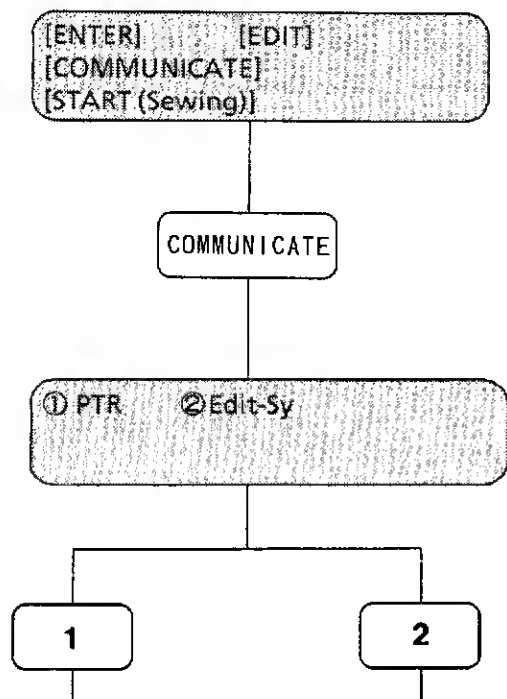 [ENTER] [EDIT]
[COMMUNICATE]
[START (Sewing)]
COMMUNICATE
① PTR ②Edit-Sy
1 2